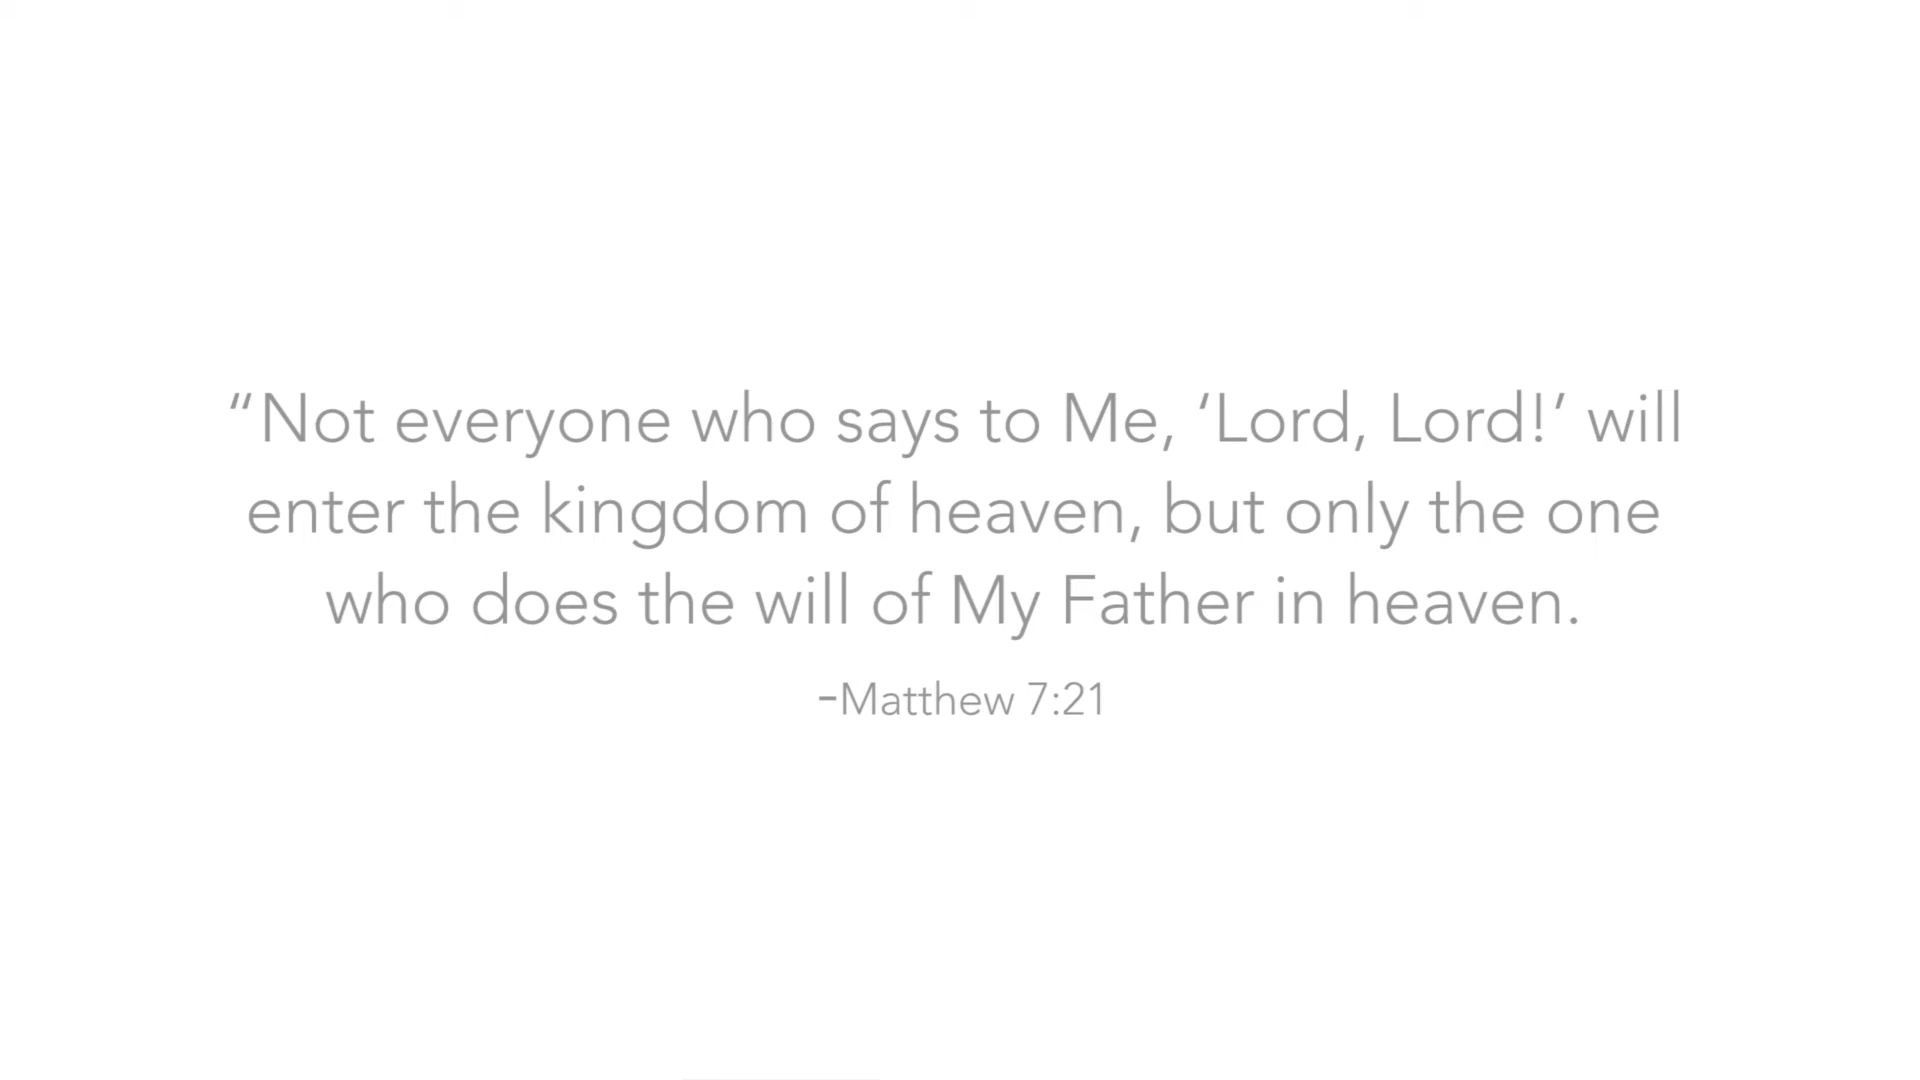 “Not everyone who says to Me, ‘Lord, Lord!’ will
enter the kingdom of heaven, but only the one
who does the will of My Father in heaven.
–Matthew 7:21